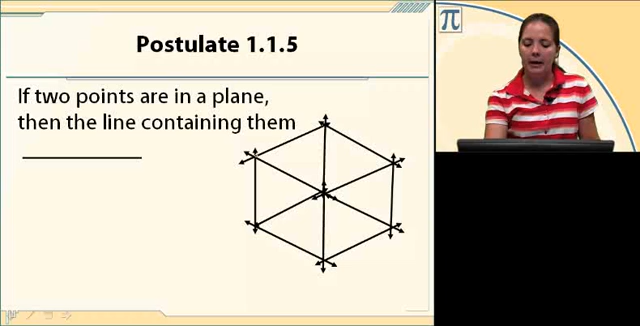 Postulate 1.1.5
π
If two points are in a plane,
then the line containing them